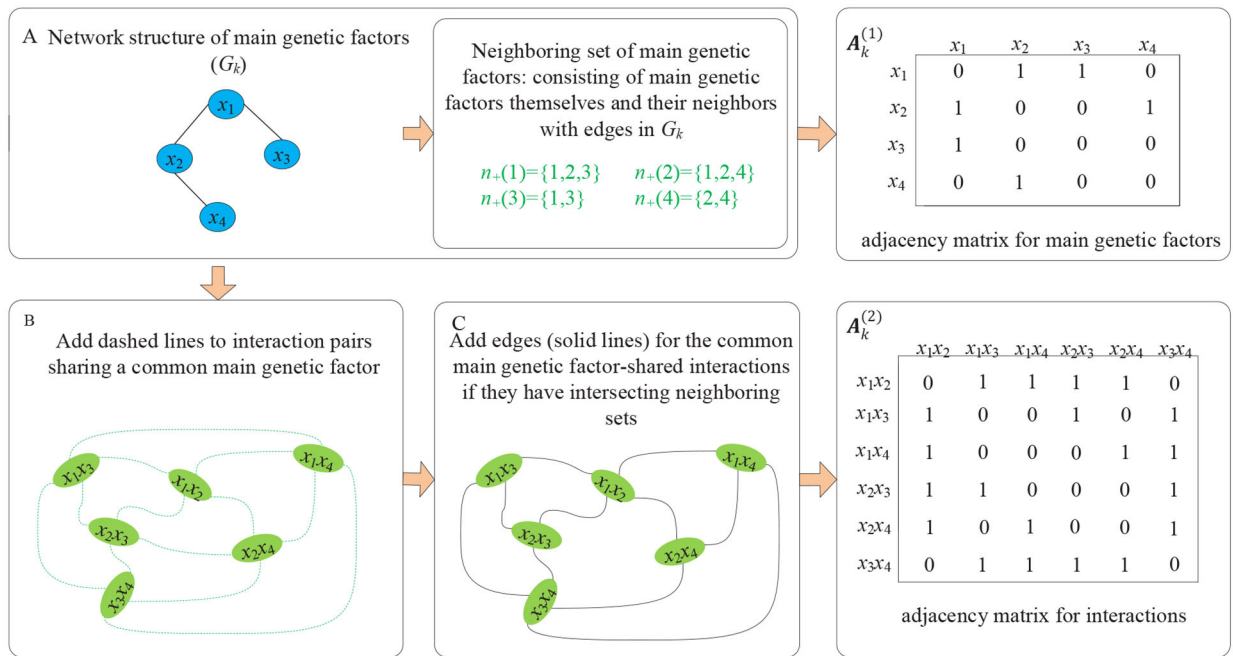 A
Network structure of main genetic factors
(Gₖ)
x₁
x₂
x₃
x₄
Neighboring set of main genetic
factors: consisting of main genetic
factors themselves and their neighbors
with edges in Gₖ
n₊(1)={1,2,3} n₊(2)={1,2,4}
n₊(3)={1,3} n₊(4)={2,4}
𝑨ₖ⁽¹⁾
x₁ x₂ x₃ x₄
x₁ 0 1 1 0
x₂ 1 0 0 1
x₃ 1 0 0 0
x₄ 0 1 0 0
adjacency matrix for main genetic factors
B
Add dashed lines to interaction pairs
sharing a common main genetic factor
x₁x₃
x₁x₂
x₁x₄
x₂x₃
x₂x₄
x₃x₄
C
Add edges (solid lines) for the common
main genetic factor-shared interactions
if they have intersecting neighboring
sets
x₁x₃
x₁x₂
x₁x₄
x₂x₃
x₂x₄
x₃x₄
𝑨ₖ⁽²⁾
x₁x₂ x₁x₃ x₁x₄ x₂x₃ x₂x₄ x₃x₄
x₁x₂ 0 1 1 1 1 0
x₁x₃ 1 0 0 1 0 1
x₁x₄ 1 0 0 0 1 1
x₂x₃ 1 1 0 0 0 1
x₂x₄ 1 0 1 0 0 1
x₃x₄ 0 1 1 1 1 0
adjacency matrix for interactions